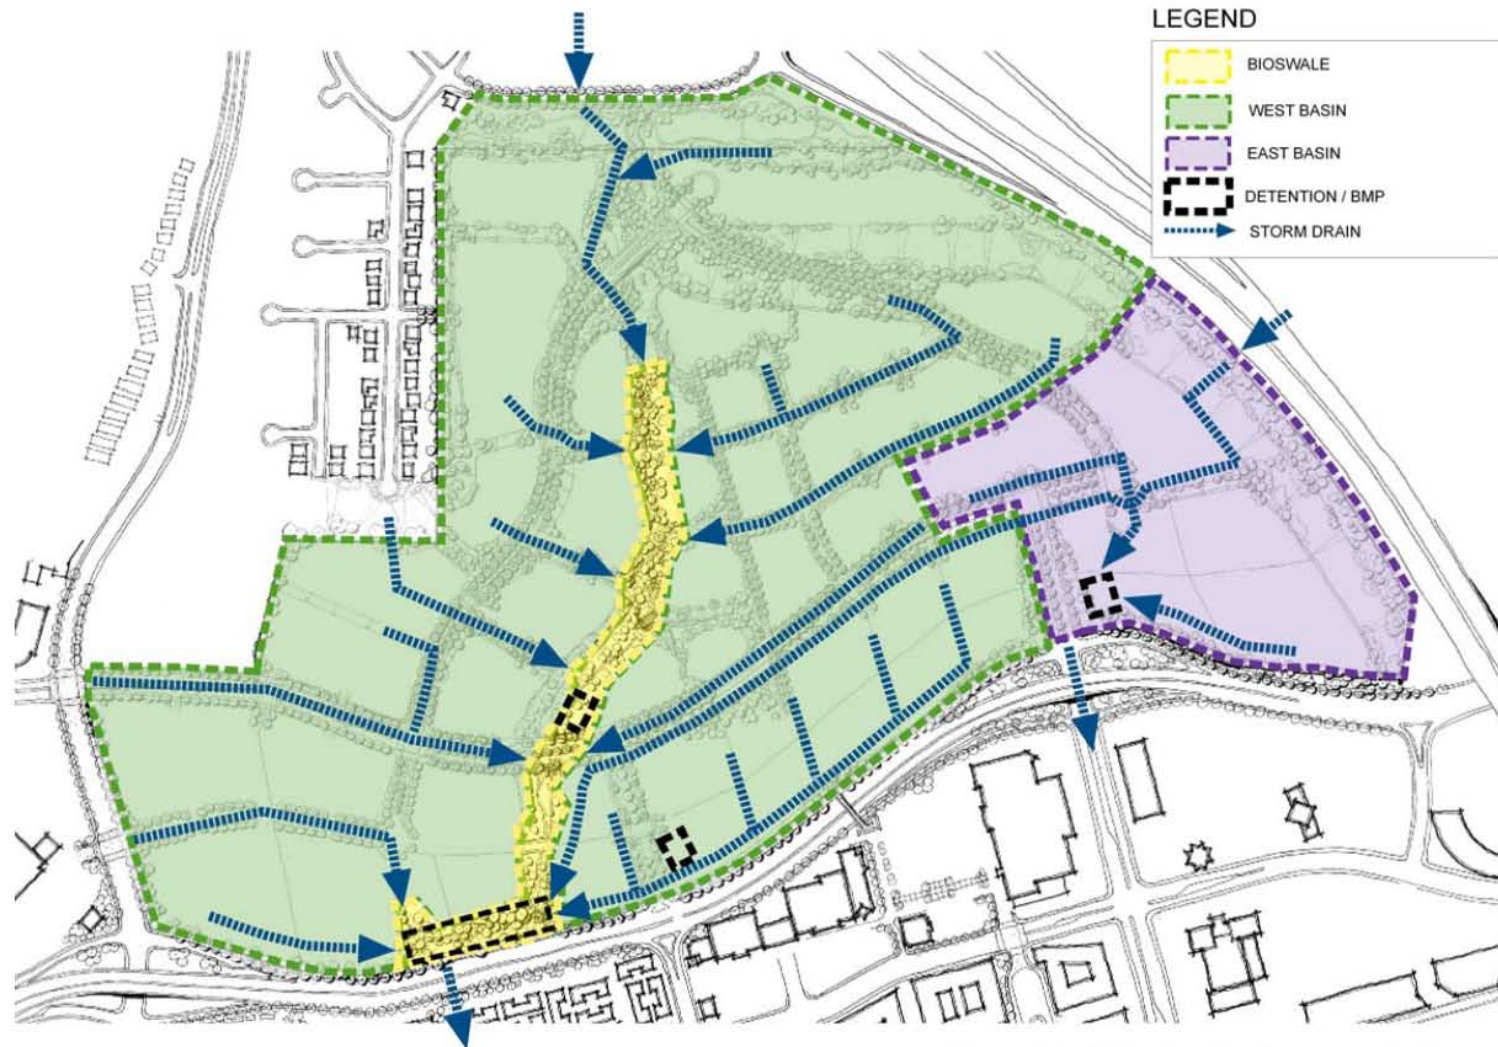 LEGEND
BIOSWALE
WEST BASIN
EAST BASIN
DETENTION / BMP
STORM DRAIN